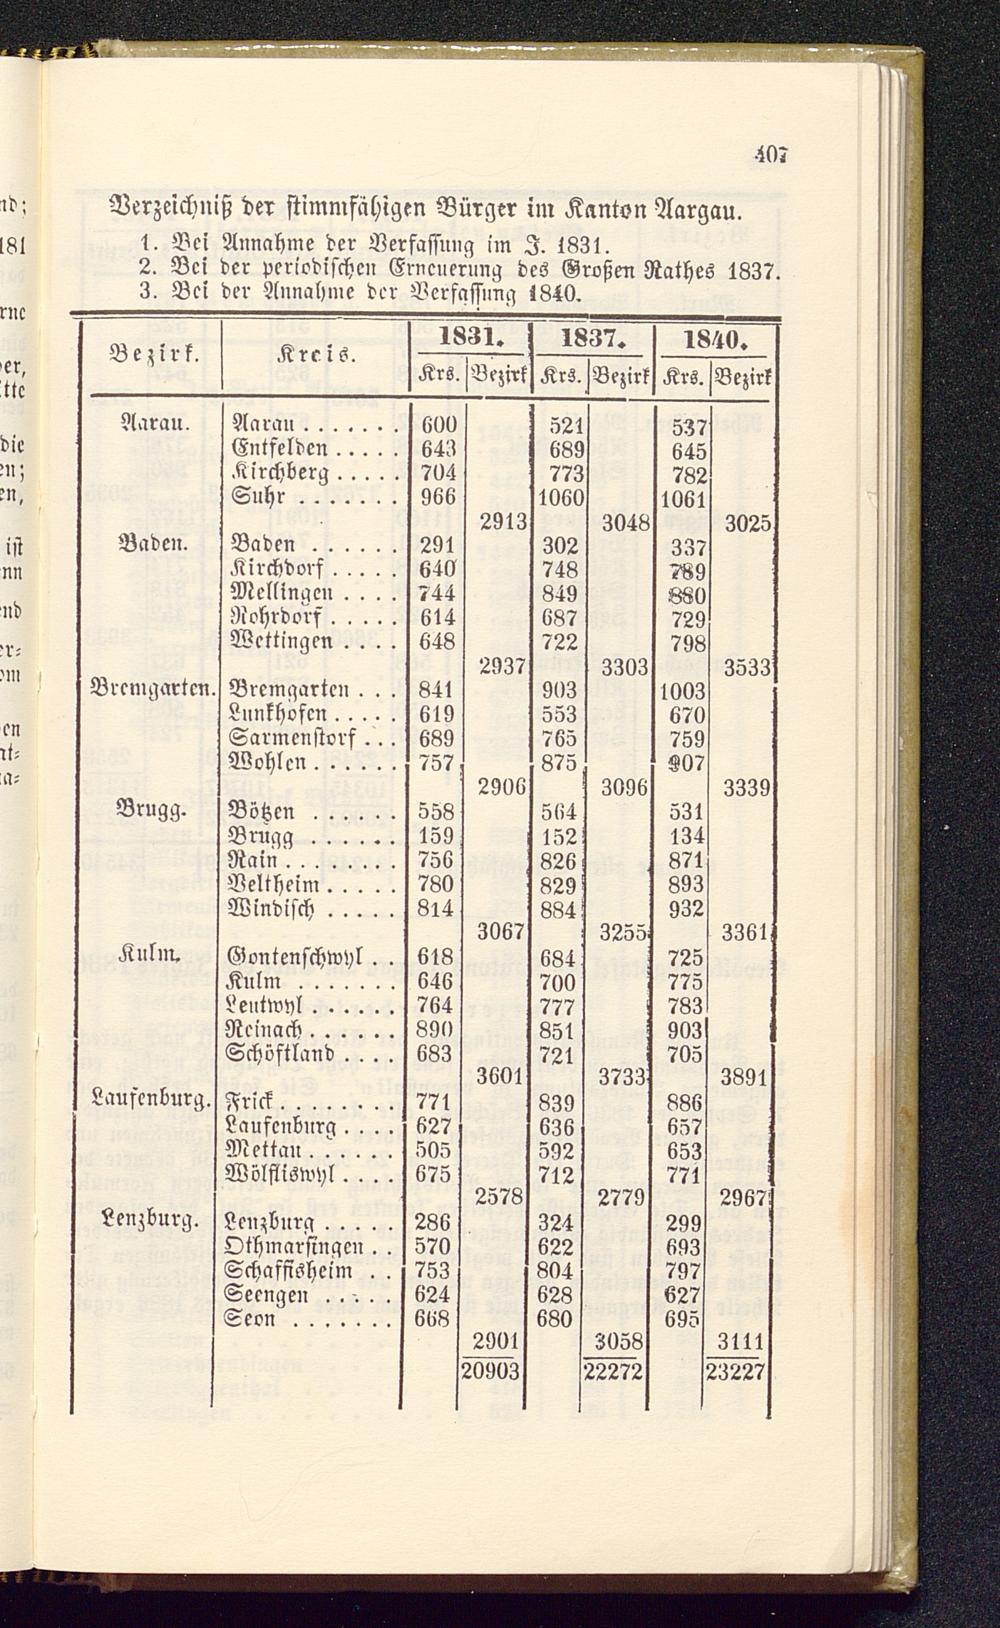 407
Verzeichniß der stimmfähigen Bürger im Kanton Aargau.
1. Bei Annahme der Verfassung im J. 1831.
2. Bei der periodischen Erneuerung des Großen Rathes 1837.
3. Bei der Annahme der Verfassung 1840.
Bezirk. Kreis. 1831. 1837. 1840.
Krs. Bezirk Krs. Bezirk Krs. Bezirk
Aarau. Aarau . . . . . . 600 521 537
Entfelden . . . . . 643 689 645
Kirchberg . . . . . 704 773 782
Suhr . . . . . . . 966 1060 1061
2913 3048 3025
Baden. Baden . . . . . . 291 302 337
Kirchdorf . . . . . 640 748 789
Mellingen . . . . 744 849 880
Rohrdorf . . . . . 614 687 729
Wettingen . . . . 648 722 798
2937 3303 3533
Bremgarten. Bremgarten . . . 841 903 1003
Lunkhofen . . . . . 619 553 670
Sarmenstorf . . . 689 765 759
Wohlen . . . . . . 757 875 907
2906 3096 3339
Brugg. Bötzen . . . . . . 558 564 531
Brugg . . . . . . . 159 152 134
Rain . . . . . . . . 756 826 871
Veltheim . . . . . 780 829 893
Windisch . . . . . 814 884 932
3067 3255 3361
Kulm. Gontenschwyl . . 618 684 725
Kulm . . . . . . . 646 700 775
Leutwyl . . . . . . 764 777 783
Reinach . . . . . . 890 851 903
Schöftland . . . . 683 721 705
3601 3733 3891
Laufenburg. Frick . . . . . . . . 771 839 886
Laufenburg . . . . 627 636 657
Mettau . . . . . . 505 592 653
Wölfliswyl . . . . 675 712 771
2578 2779 2967
Lenzburg. Lenzburg . . . . . 286 324 299
Othmarsingen . . 570 622 693
Schaffisheim . . . 753 804 797
Seengen . . . . . 624 628 627
Seon . . . . . . . 668 680 695
2901 3058 3111
20903 22272 23227